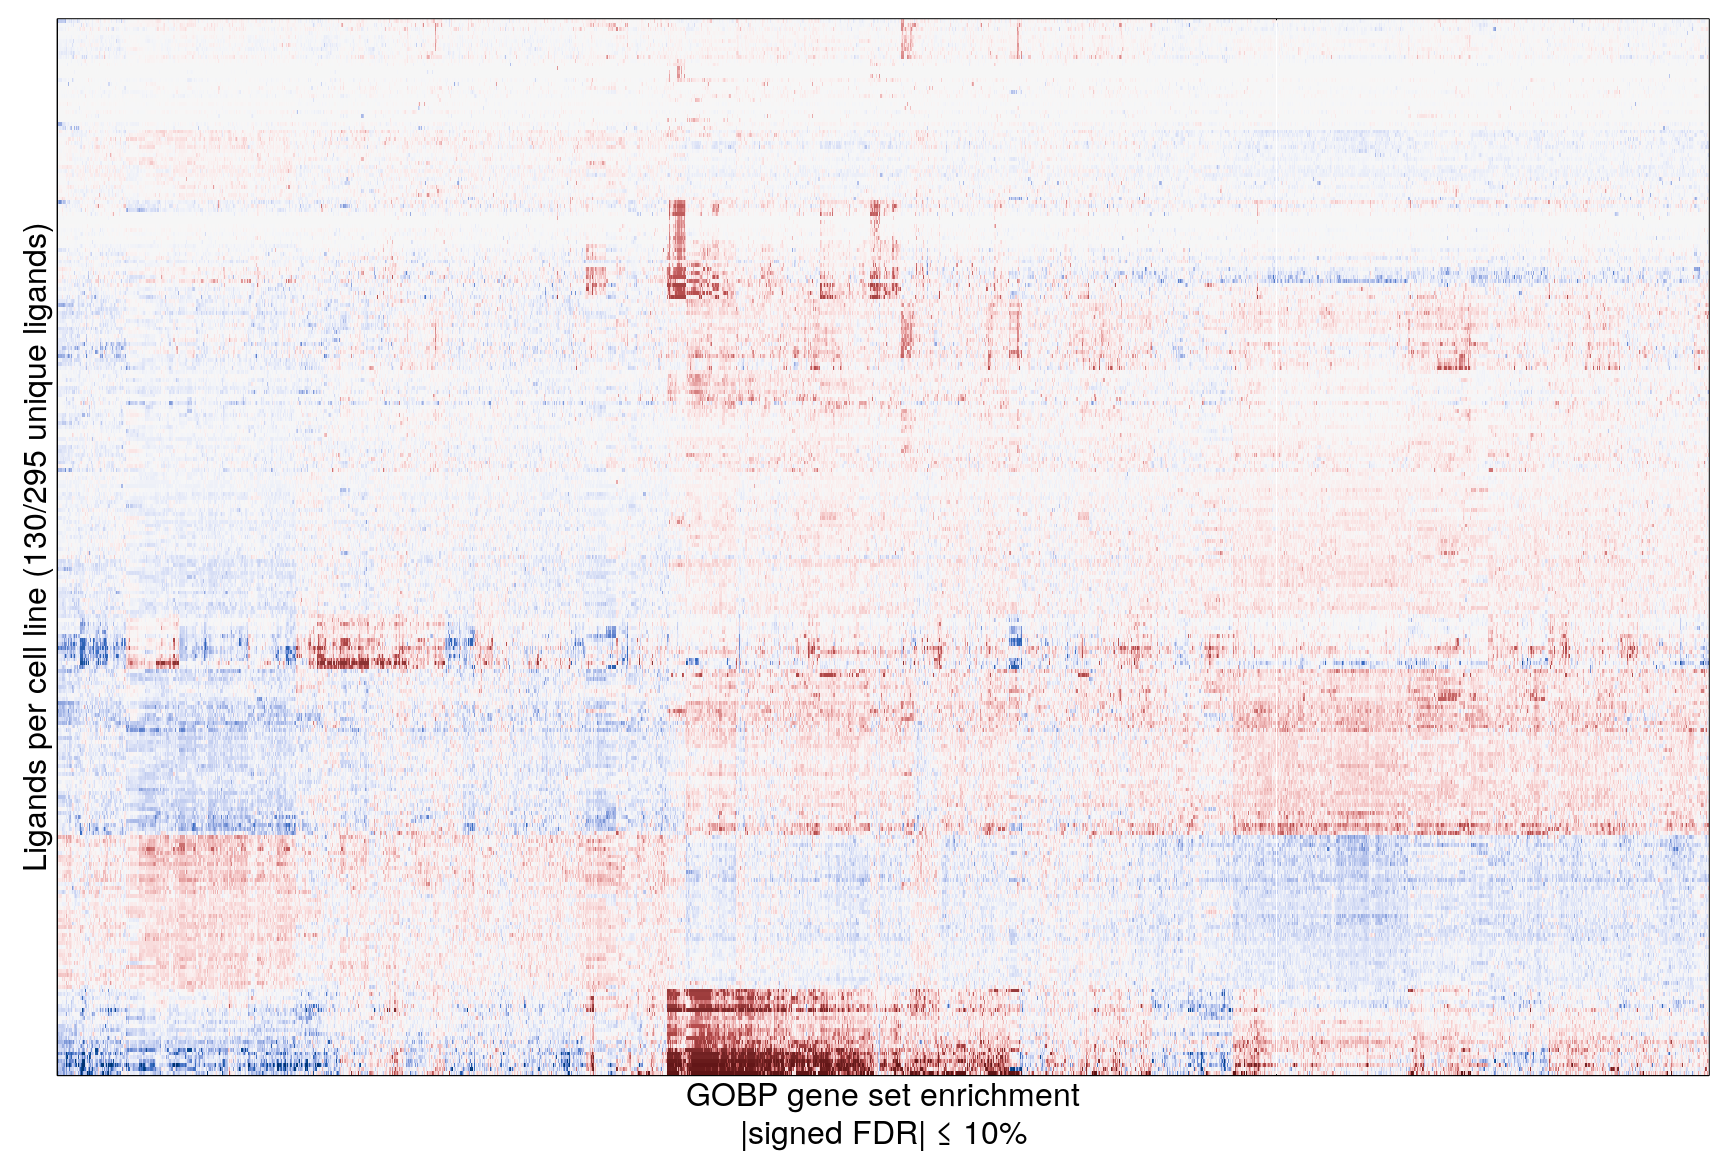 Ligands per cell line (130/295 unique ligands)
GOBP gene set enrichment
|signed FDR| ≤ 10%